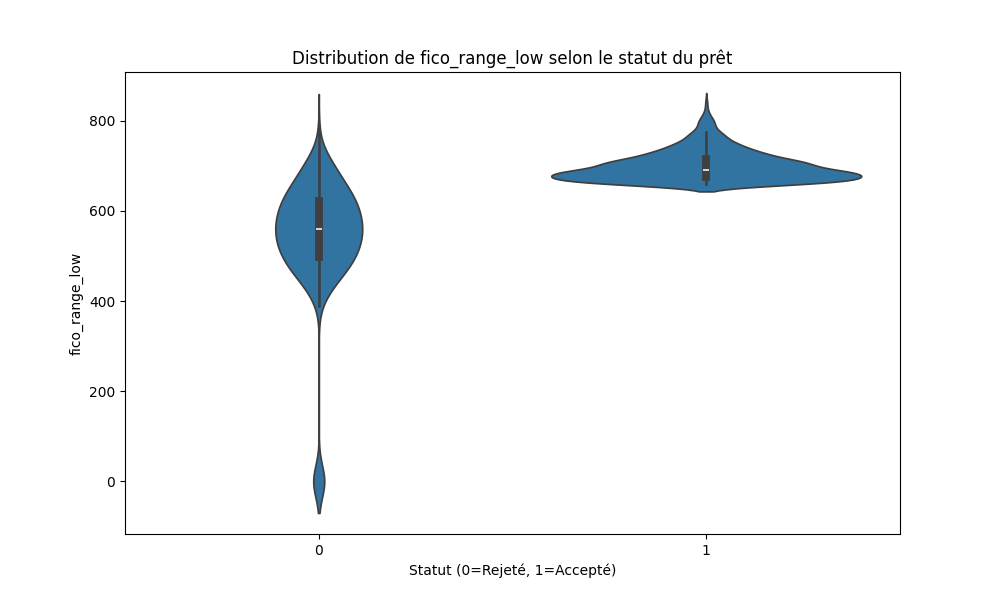 Distribution de fico_range_low selon le statut du prêt
fico_range_low
800
600
400
200
0
0
1
Statut (0=Rejeté, 1=Accepté)